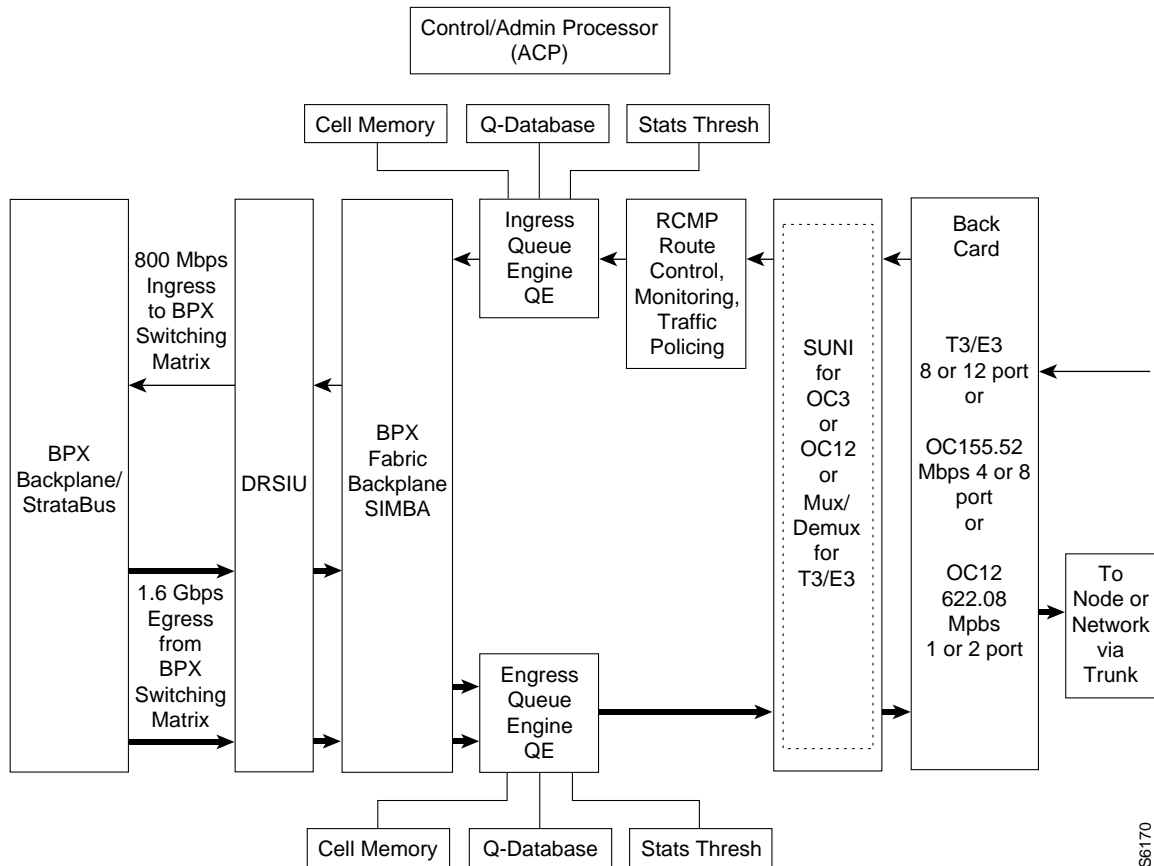 Control/Admin Processor
(ACP)
Cell Memory
Q-Database
Stats Thresh
BPX
Backplane/
StrataBus
800 Mbps
Ingress
to BPX
Switching
Matrix
1.6 Gbps
Egress
from
BPX
Switching
Matrix
DRSIU
BPX
Fabric
Backplane
SIMBA
Ingress
Queue
Engine
QE
RCMP
Route
Control,
Monitoring,
Traffic
Policing
Engress
Queue
Engine
QE
SUNI
for
OC3
or
OC12
or
Mux/
Demux
for
T3/E3
Back
Card
T3/E3
8 or 12 port
or
OC155.52
Mbps 4 or 8
port
or
OC12
622.08
Mpbs
1 or 2 port
To
Node or
Network
via
Trunk
Cell Memory
Q-Database
Stats Thresh
S6170